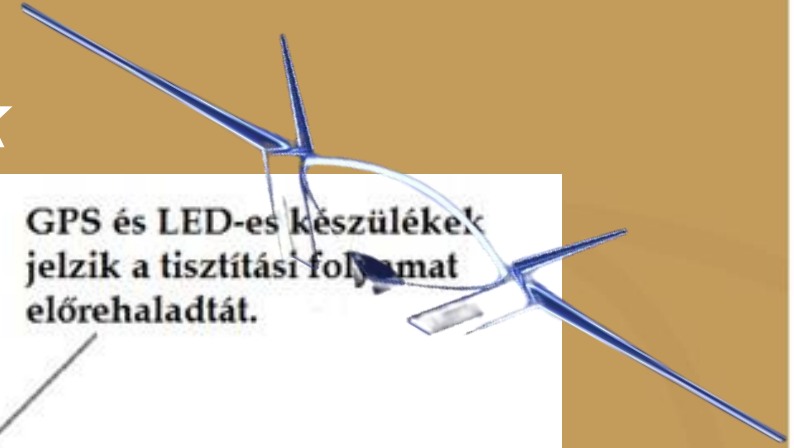 GPS és LED-es készülékek
jelzik a tisztítási folyamat
előrehaladtát.